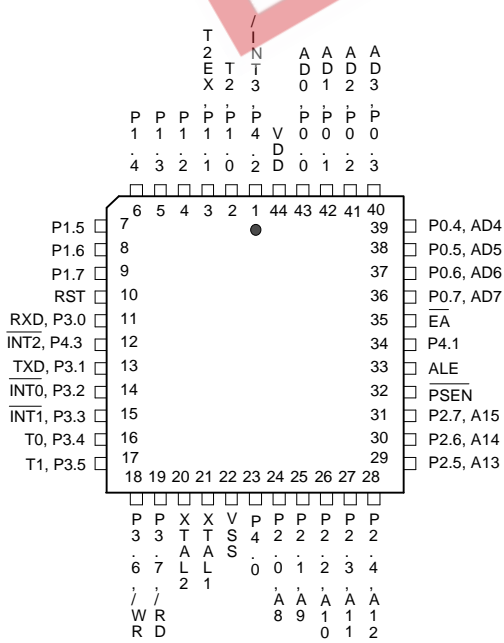 P1.4
P1.3
P1.2
T2EX, P1.1
T2, P1.0
/INT3, P4.2
VDD
AD0, P0.0
AD1, P0.1
AD2, P0.2
AD3, P0.3
6 5 4 3 2 1 44 43 42 41 40
P1.5 7
P1.6 8
P1.7 9
RST 10
RXD, P3.0 11
INT2, P4.3 12
TXD, P3.1 13
INT0, P3.2 14
INT1, P3.3 15
T0, P3.4 16
T1, P3.5 17
39 P0.4, AD4
38 P0.5, AD5
37 P0.6, AD6
36 P0.7, AD7
35 EA
34 P4.1
33 ALE
32 PSEN
31 P2.7, A15
30 P2.6, A14
29 P2.5, A13
18 19 20 21 22 23 24 25 26 27 28
P3.6, /WR
P3.7, /RD
XTAL2
XTAL1
VSS
P4.0
P2.0, A8
P2.1, A9
P2.2, A10
P2.3, A11
P2.4, A12